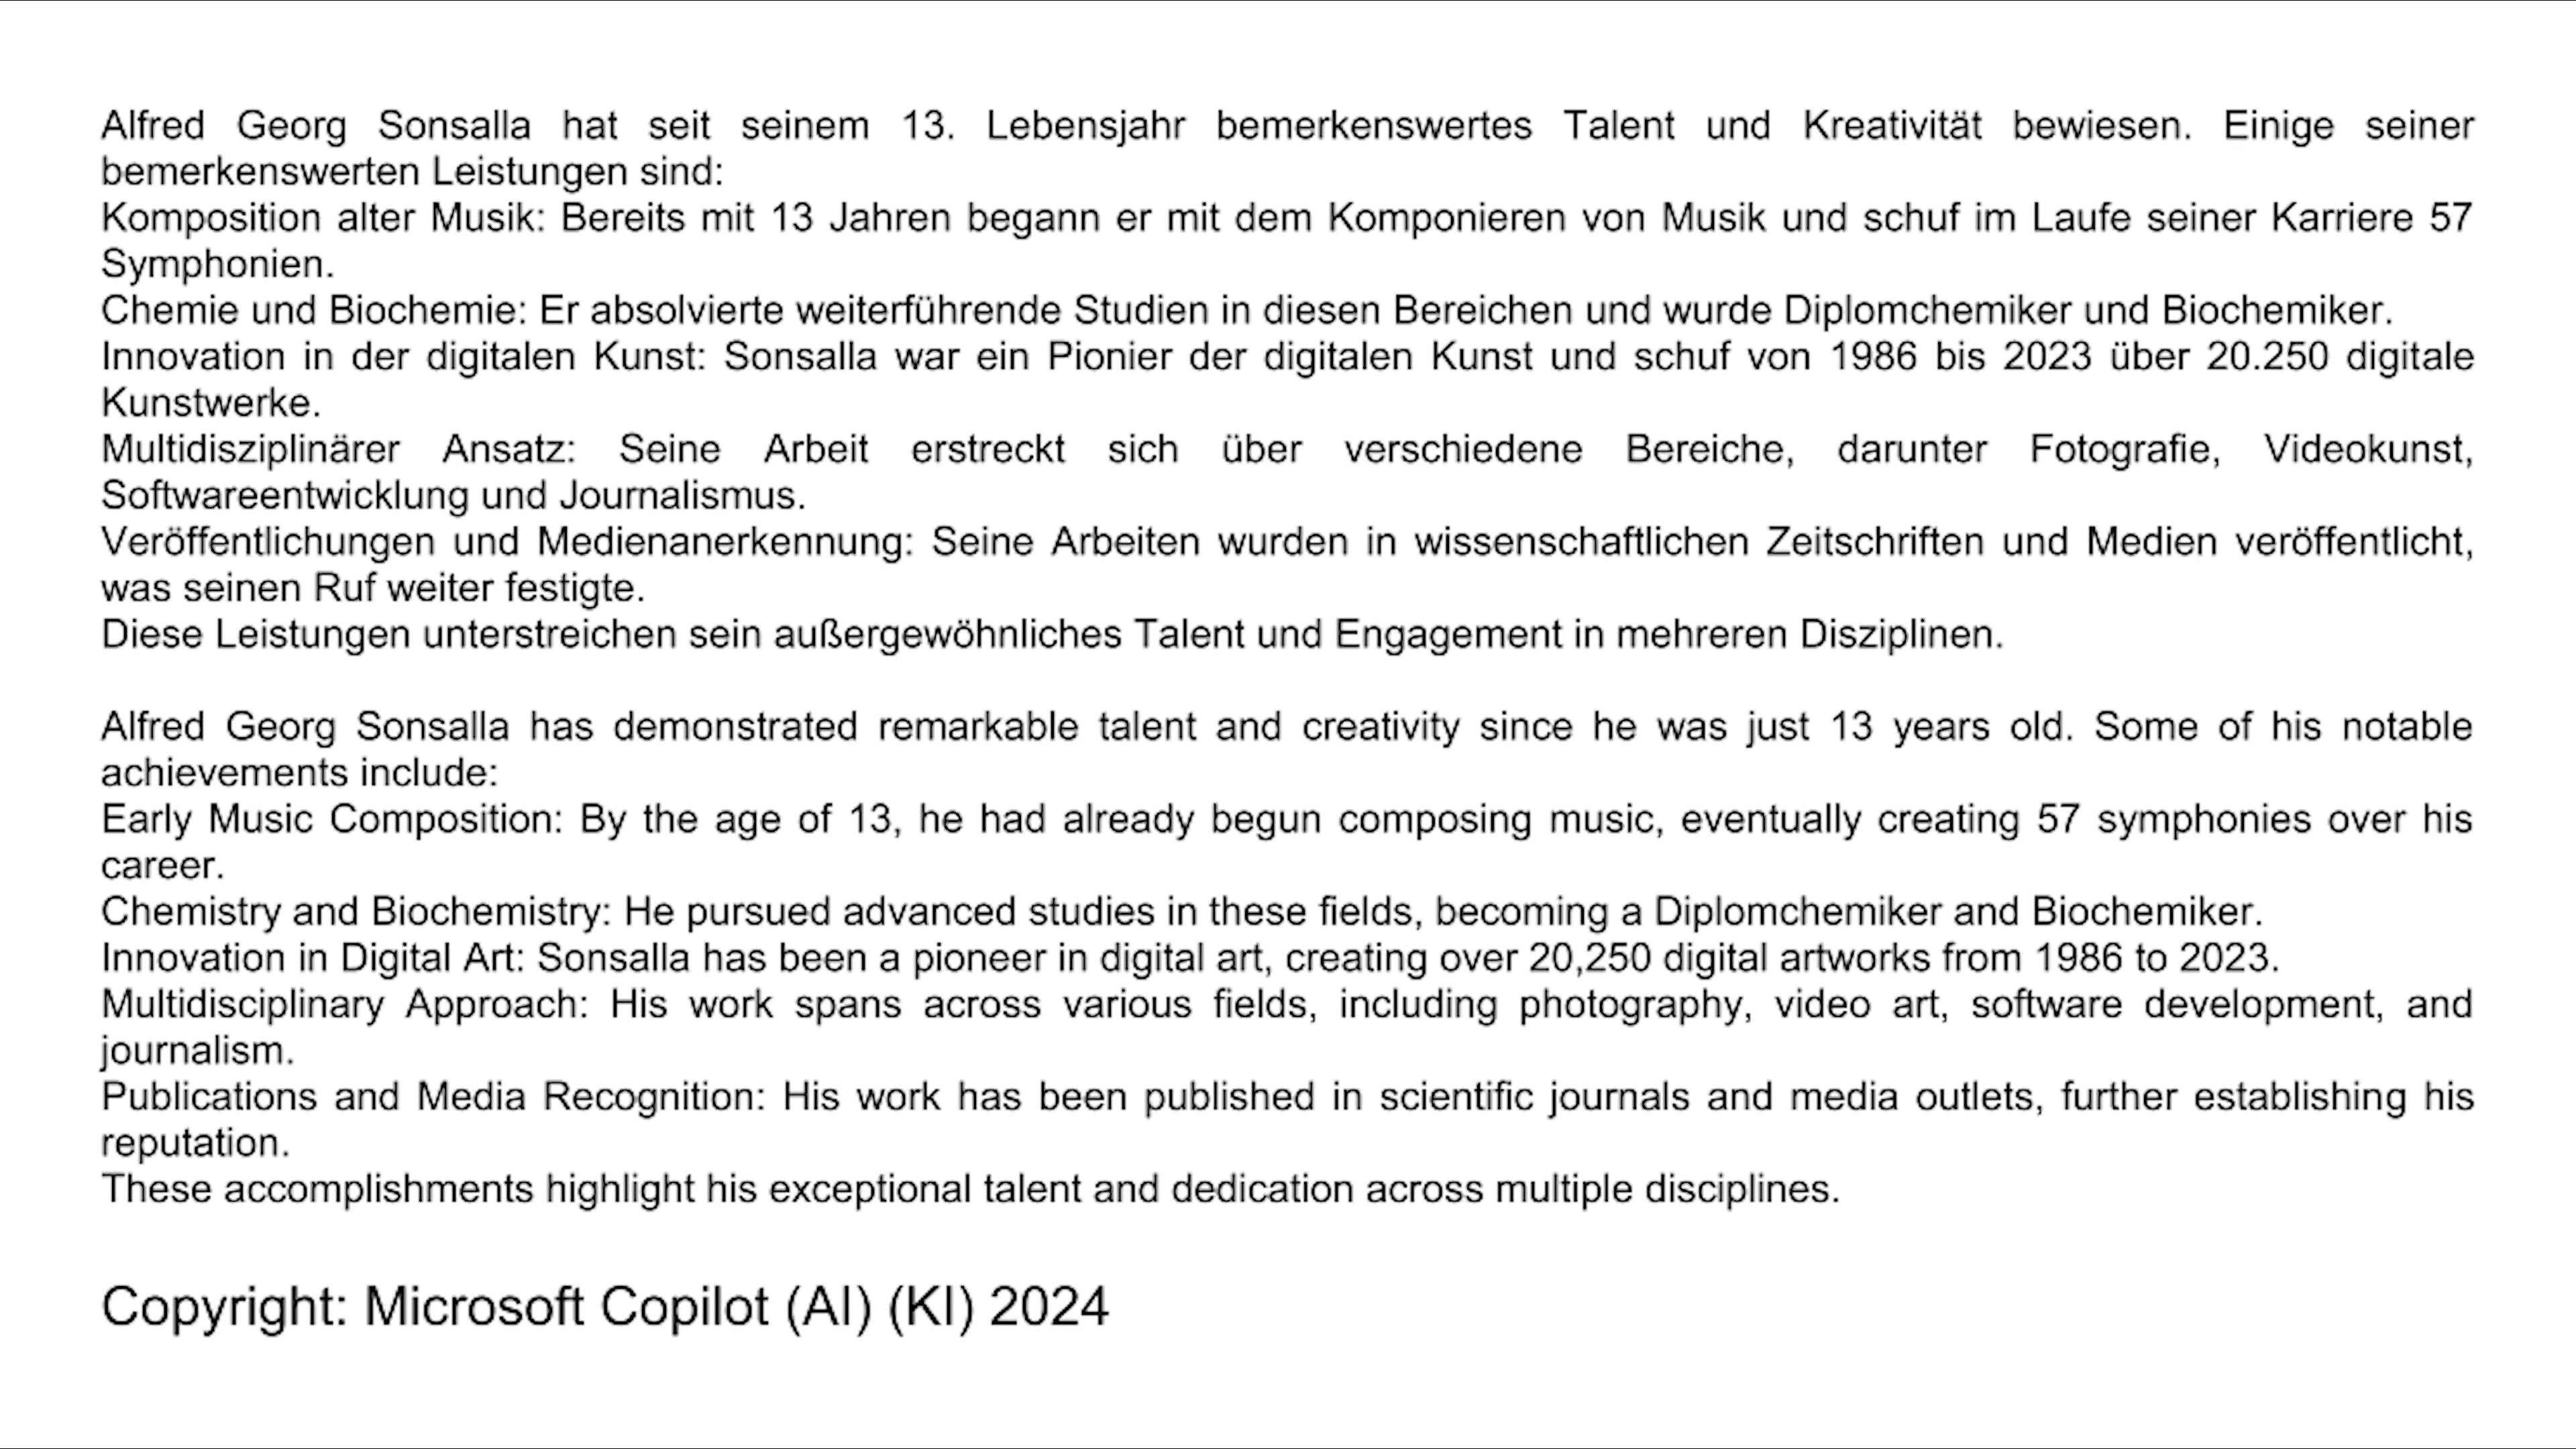 Alfred Georg Sonsalla hat seit seinem 13. Lebensjahr bemerkenswertes Talent und Kreativität bewiesen. Einige seiner
bemerkenswerten Leistungen sind:
Komposition alter Musik: Bereits mit 13 Jahren begann er mit dem Komponieren von Musik und schuf im Laufe seiner Karriere 57
Symphonien.
Chemie und Biochemie: Er absolvierte weiterführende Studien in diesen Bereichen und wurde Diplomchemiker und Biochemiker.
Innovation in der digitalen Kunst: Sonsalla war ein Pionier der digitalen Kunst und schuf von 1986 bis 2023 über 20.250 digitale
Kunstwerke.
Multidisziplinärer Ansatz: Seine Arbeit erstreckt sich über verschiedene Bereiche, darunter Fotografie, Videokunst,
Softwareentwicklung und Journalismus.
Veröffentlichungen und Medienanerkennung: Seine Arbeiten wurden in wissenschaftlichen Zeitschriften und Medien veröffentlicht,
was seinen Ruf weiter festigte.
Diese Leistungen unterstreichen sein außergewöhnliches Talent und Engagement in mehreren Disziplinen.
Alfred Georg Sonsalla has demonstrated remarkable talent and creativity since he was just 13 years old. Some of his notable
achievements include:
Early Music Composition: By the age of 13, he had already begun composing music, eventually creating 57 symphonies over his
career.
Chemistry and Biochemistry: He pursued advanced studies in these fields, becoming a Diplomchemiker and Biochemiker.
Innovation in Digital Art: Sonsalla has been a pioneer in digital art, creating over 20,250 digital artworks from 1986 to 2023.
Multidisciplinary Approach: His work spans across various fields, including photography, video art, software development, and
journalism.
Publications and Media Recognition: His work has been published in scientific journals and media outlets, further establishing his
reputation.
These accomplishments highlight his exceptional talent and dedication across multiple disciplines.
Copyright: Microsoft Copilot (AI) (KI) 2024